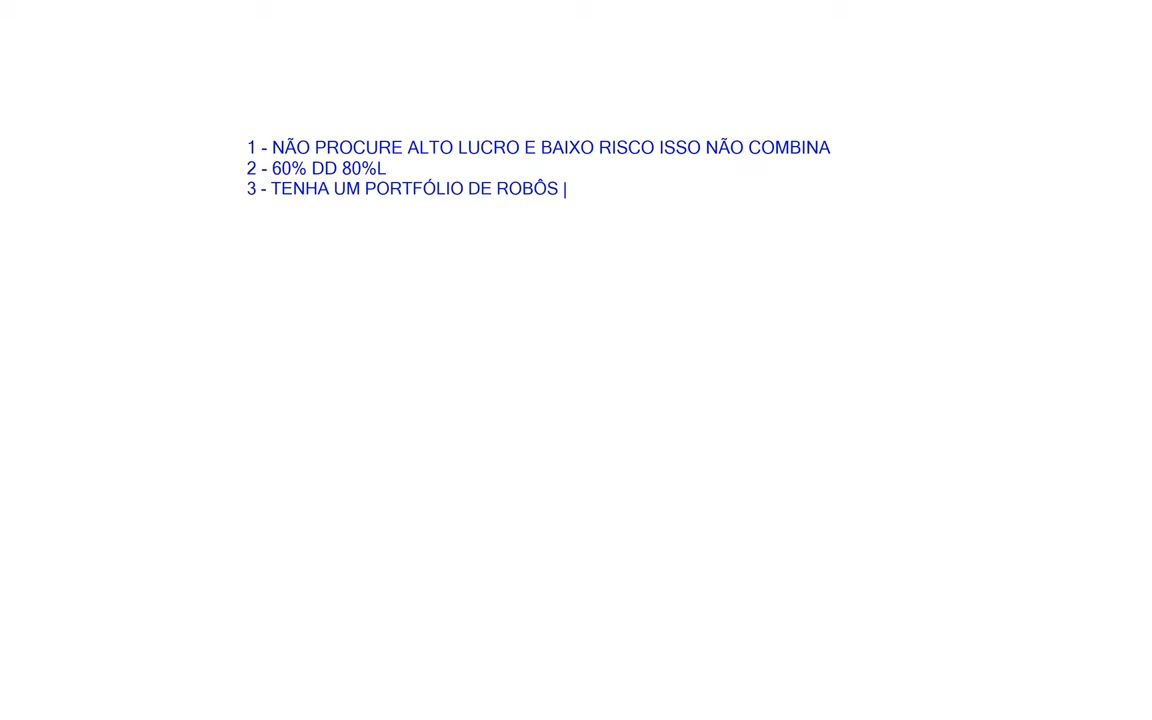 1 - NÃO PROCURE ALTO LUCRO E BAIXO RISCO ISSO NÃO COMBINA
2 - 60% DD 80%L
3 - TENHA UM PORTFÓLIO DE ROBÔS |